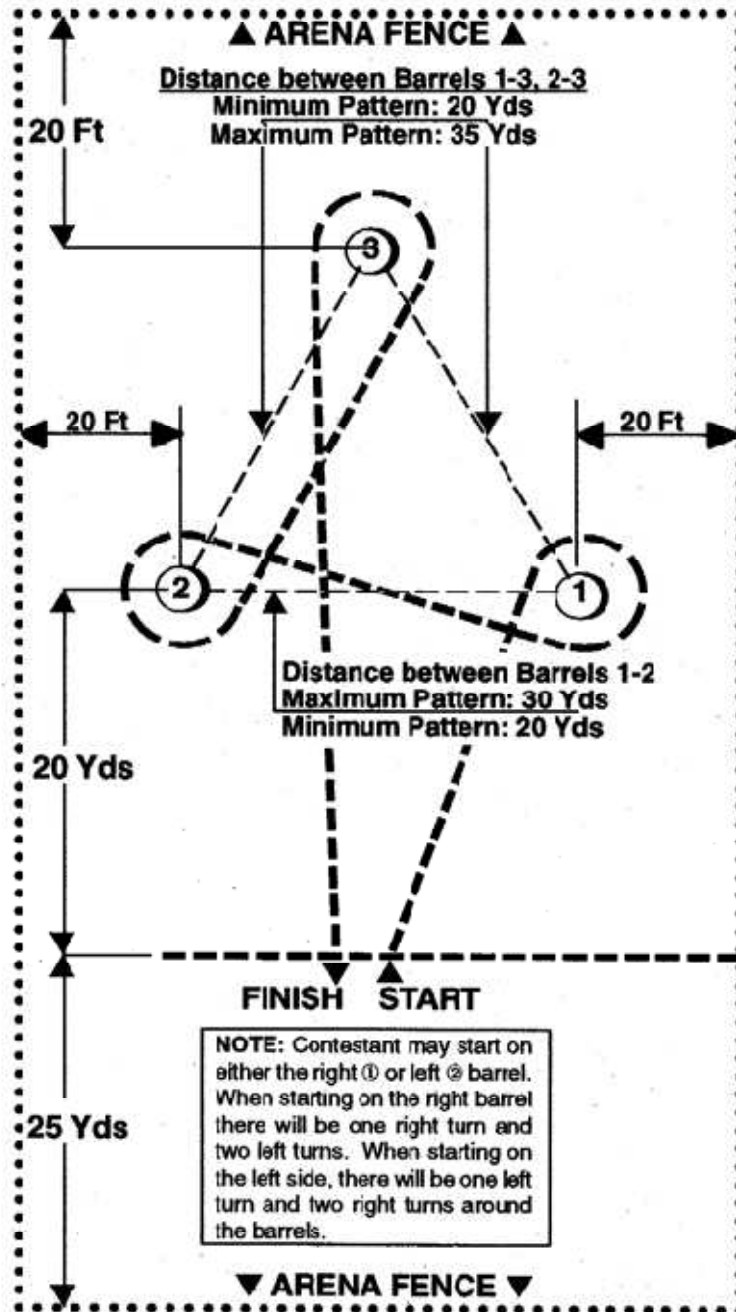 ▲ ARENA FENCE ▲
Distance between Barrels 1-3, 2-3
Minimum Pattern: 20 Yds
Maximum Pattern: 35 Yds
20 Ft
3
20 Ft
20 Ft
2
1
Distance between Barrels 1-2
Maximum Pattern: 30 Yds
Minimum Pattern: 20 Yds
20 Yds
FINISH START
NOTE: Contestant may start on
either the right ① or left ② barrel.
When starting on the right barrel
there will be one right turn and
two left turns. When starting on
the left side, there will be one left
turn and two right turns around
the barrels.
25 Yds
▼ ARENA FENCE ▼